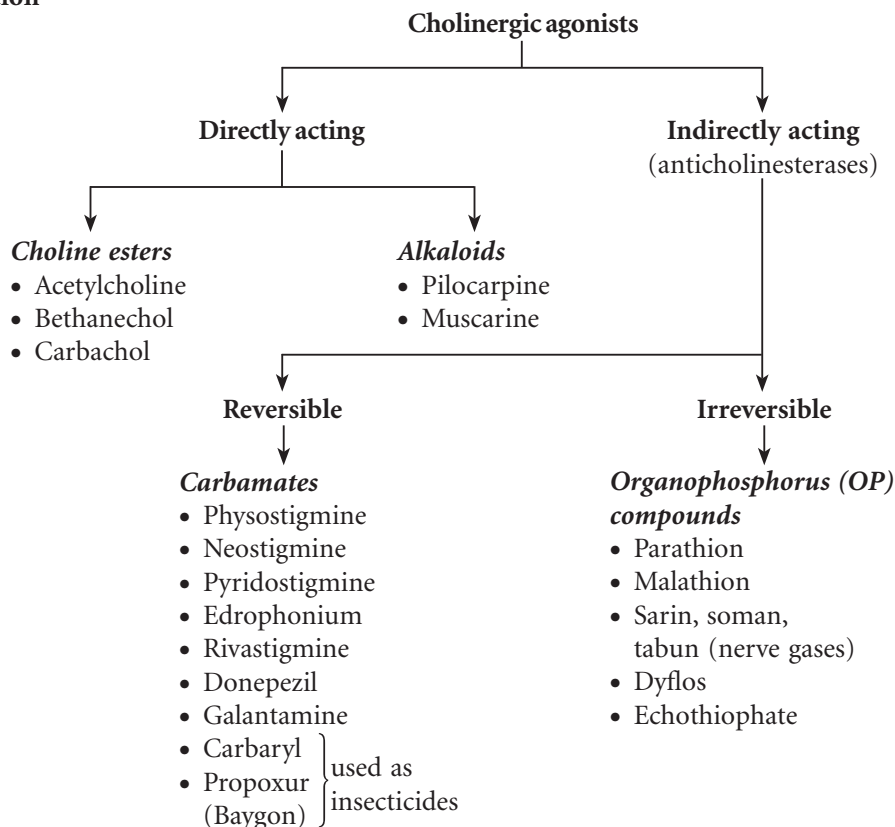 Cholinergic agonists
Directly acting
Indirectly acting
(anticholinesterases)
Choline esters
• Acetylcholine
• Bethanechol
• Carbachol
Alkaloids
• Pilocarpine
• Muscarine
Reversible
Irreversible
Carbamates
• Physostigmine
• Neostigmine
• Pyridostigmine
• Edrophonium
• Rivastigmine
• Donepezil
• Galantamine
• Carbaryl
• Propoxur
(Baygon)
used as
insecticides
Organophosphorus (OP)
compounds
• Parathion
• Malathion
• Sarin, soman,
tabun (nerve gases)
• Dyflos
• Echothiophate